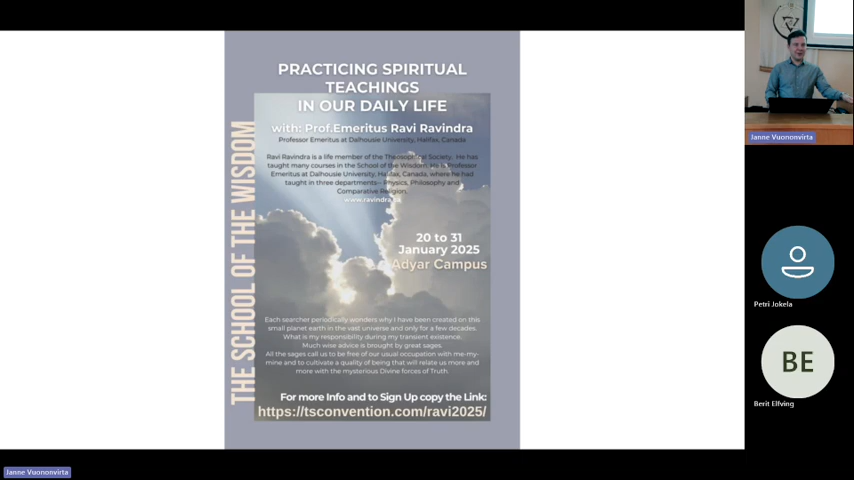 PRACTICING SPIRITUAL
TEACHINGS
IN OUR DAILY LIFE
with: Prof.Emeritus Ravi Ravindra
Professor Emeritus at Dalhousie University, Halifax, Canada
Ravi Ravindra is a life member of the Theosophical Society. He has
taught many courses in the School of the Wisdom. He is Professor
Emeritus at Dalhousie University, Halifax, Canada, where he had
taught in three departments– Physics, Philosophy and
Comparative Religion.
www.ravindra.ca
20 to 31
January 2025
Adyar Campus
THE SCHOOL OF THE WISDOM
Each searcher periodically wonders why I have been created on this
small planet earth in the vast universe and only for a few decades.
What is my responsibility during my transient existence.
Much wise advice is brought by great sages.
All the sages call us to be free of our usual occupation with me-my-
mine and to cultivate a quality of being that will relate us more and
more with the mysterious Divine forces of Truth.
For more Info and to Sign Up copy the Link:
https://tsconvention.com/ravi2025/
Janne Vuononvirta
Petri Jokela
BE
Berit Elfving
Janne Vuononvirta